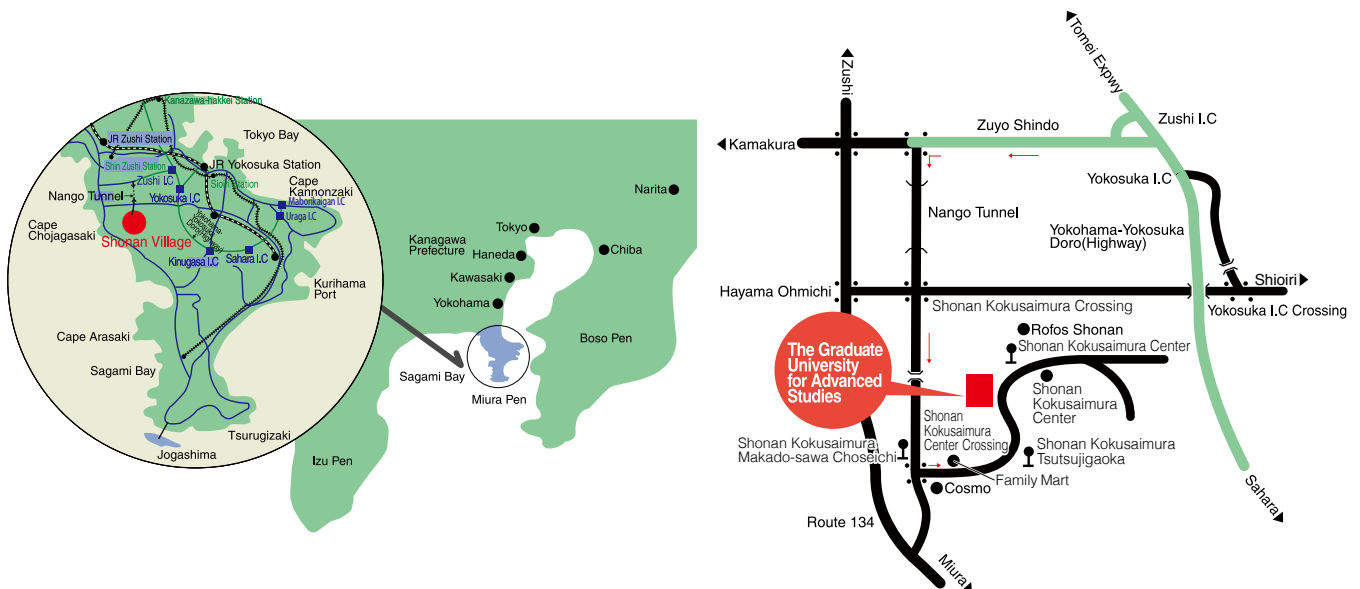 Kanazawa-hakkei Station
Tokyo Bay
JR Zushi Station
Shin Zushi Station
JR Yokosuka Station
Zushi I.C
Sioiri Station
Cape
Kannonzaki
Nango Tunnel
Yokosuka I.C
Maborikaigan I.C
Uraga I.C
Cape
Chojagasaki
Yokohama-
Yokosuka
Doro(Highway)
Shonan Village
Kinugasa I.C
Sahara I.C
Kurihama
Port
Cape Arasaki
Sagami Bay
Tsurugizaki
Jogashima
Narita
Tokyo
Kanagawa
Prefecture
Haneda
Chiba
Kawasaki
Yokohama
Boso Pen
Sagami Bay
Miura Pen
Izu Pen
Zushi
Tomei Expwy
Kamakura
Zuyo Shindo
Zushi I.C
Yokosuka I.C
Nango Tunnel
Yokohama-Yokosuka
Doro(Highway)
Shioiri
Hayama Ohmichi
Shonan Kokusaimura Crossing
Yokosuka I.C Crossing
Rofos Shonan
Shonan Kokusaimura Center
The Graduate
University
for Advanced
Studies
Shonan
Kokusaimura
Center
Shonan
Kokusaimura
Center Crossing
Shonan Kokusaimura
Makado-sawa Choseichi
Shonan Kokusaimura
Tsutsujigaoka
Family Mart
Cosmo
Route 134
Sahara
Miura